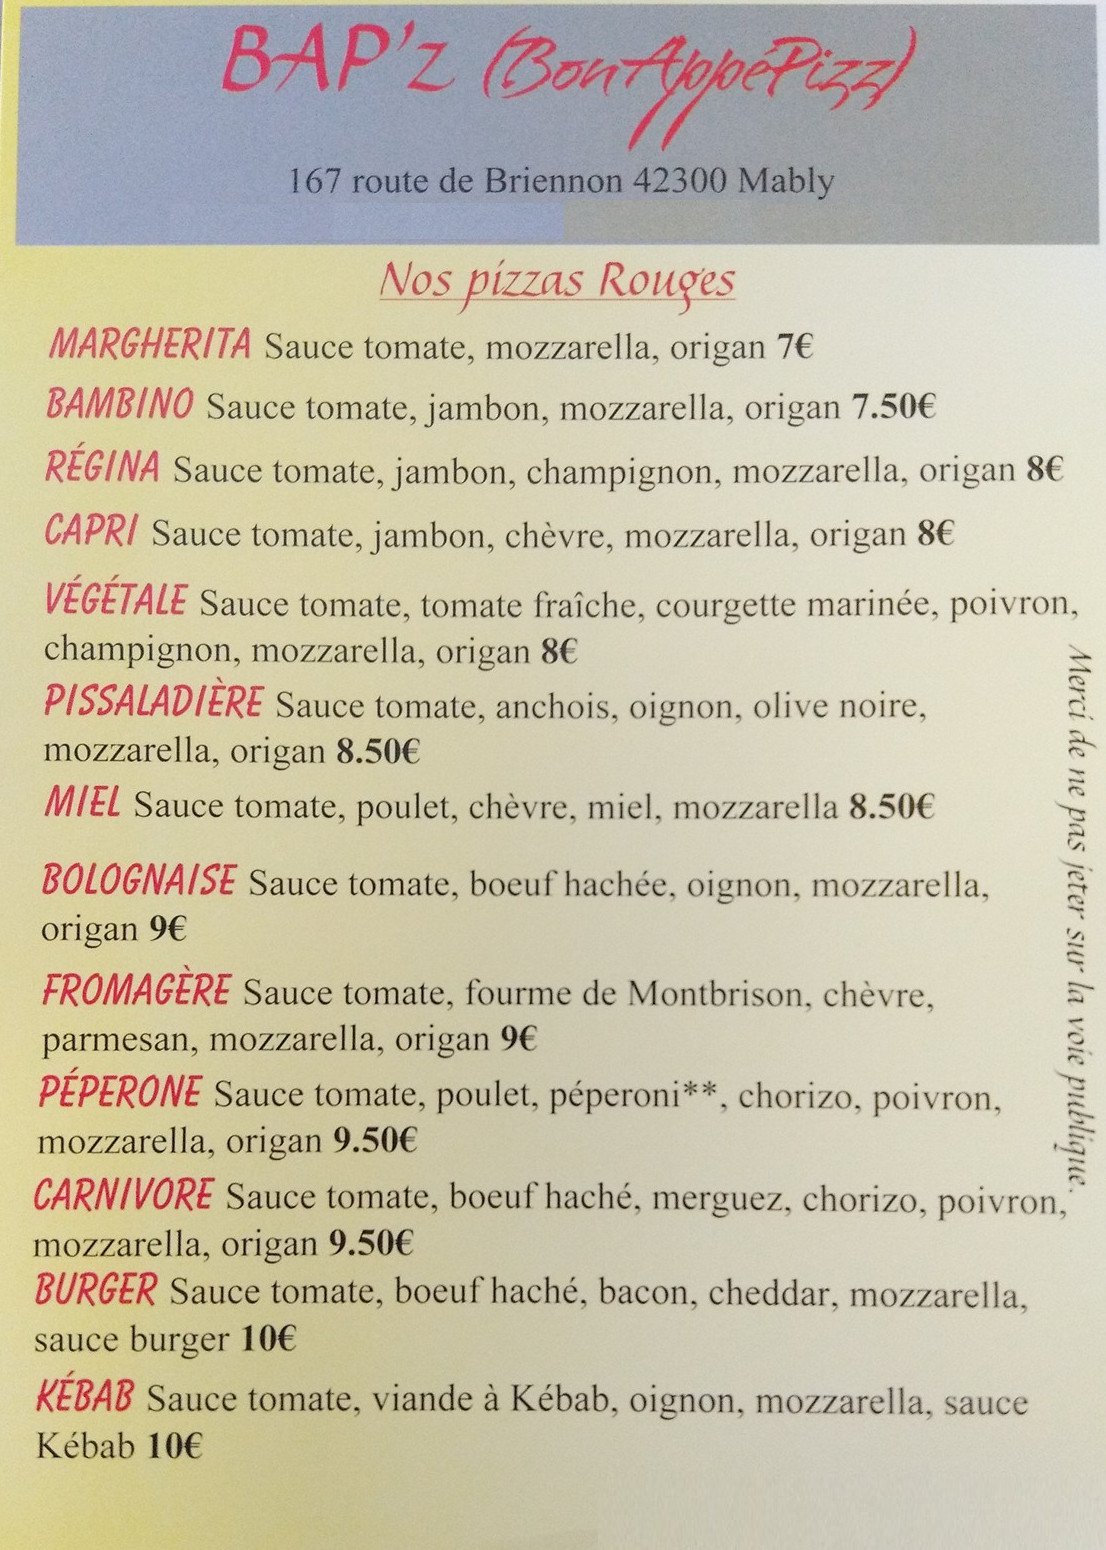 BAP'z (BonAppéPizz)
167 route de Briennon 42300 Mably
Nos pizzas Rouges
MARGHERITA Sauce tomate, mozzarella, origan 7€
BAMBINO Sauce tomate, jambon, mozzarella, origan 7.50€
RÉGINA Sauce tomate, jambon, champignon, mozzarella, origan 8€
CAPRI Sauce tomate, jambon, chèvre, mozzarella, origan 8€
VÉGÉTALE Sauce tomate, tomate fraîche, courgette marinée, poivron,
champignon, mozzarella, origan 8€
PISSALADIÈRE Sauce tomate, anchois, oignon, olive noire,
mozzarella, origan 8.50€
MIEL Sauce tomate, poulet, chèvre, miel, mozzarella 8.50€
BOLOGNAISE Sauce tomate, boeuf hachée, oignon, mozzarella,
origan 9€
FROMAGÈRE Sauce tomate, fourme de Montbrison, chèvre,
parmesan, mozzarella, origan 9€
PÉPERONE Sauce tomate, poulet, péperoni**, chorizo, poivron,
mozzarella, origan 9.50€
CARNIVORE Sauce tomate, boeuf haché, merguez, chorizo, poivron,
mozzarella, origan 9.50€
BURGER Sauce tomate, boeuf haché, bacon, cheddar, mozzarella,
sauce burger 10€
KÉBAB Sauce tomate, viande à Kébab, oignon, mozzarella, sauce
Kébab 10€
Merci de ne pas jeter sur la voie publique.